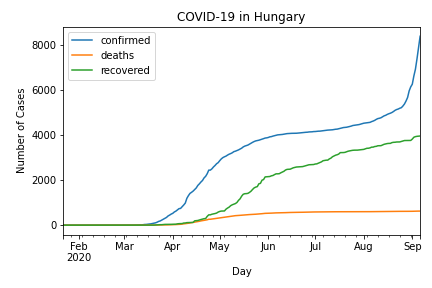 COVID-19 in Hungary
confirmed
deaths
recovered
Number of Cases
8000
6000
4000
2000
0
Feb Mar Apr May Jun Jul Aug Sep
2020
Day